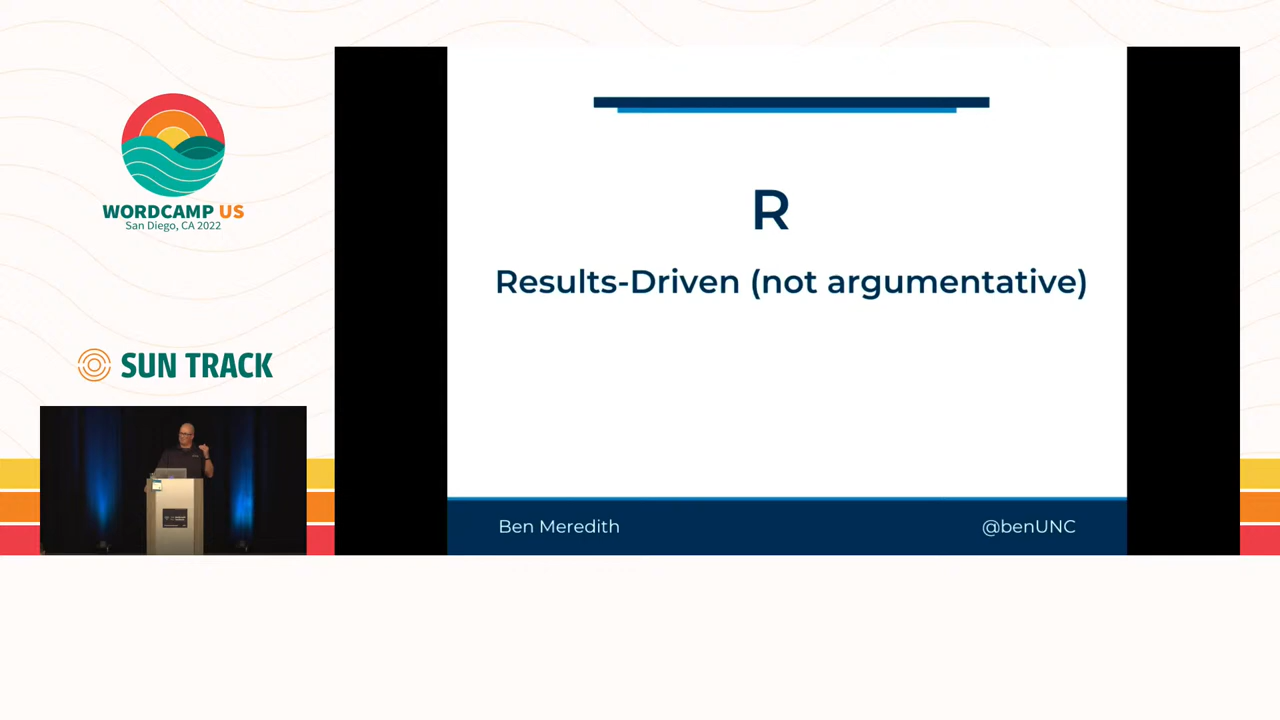 WORDCAMP US
San Diego, CA 2022
SUN TRACK
R
Results-Driven (not argumentative)
Ben Meredith
@benUNC